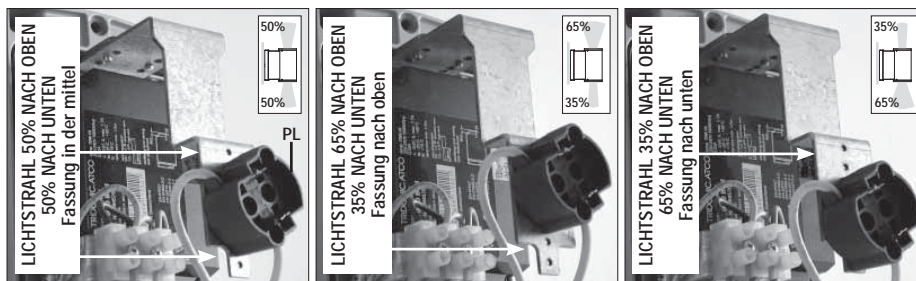 LICHTSTRAHL 50% NACH OBEN
50% NACH UNTEN
Fassung in der mittel
50%
50%
PL
LICHTSTRAHL 65% NACH OBEN
35% NACH UNTEN
Fassung nach oben
65%
35%
LICHTSTRAHL 35% NACH OBEN
65% NACH UNTEN
Fassung nach unten
35%
65%